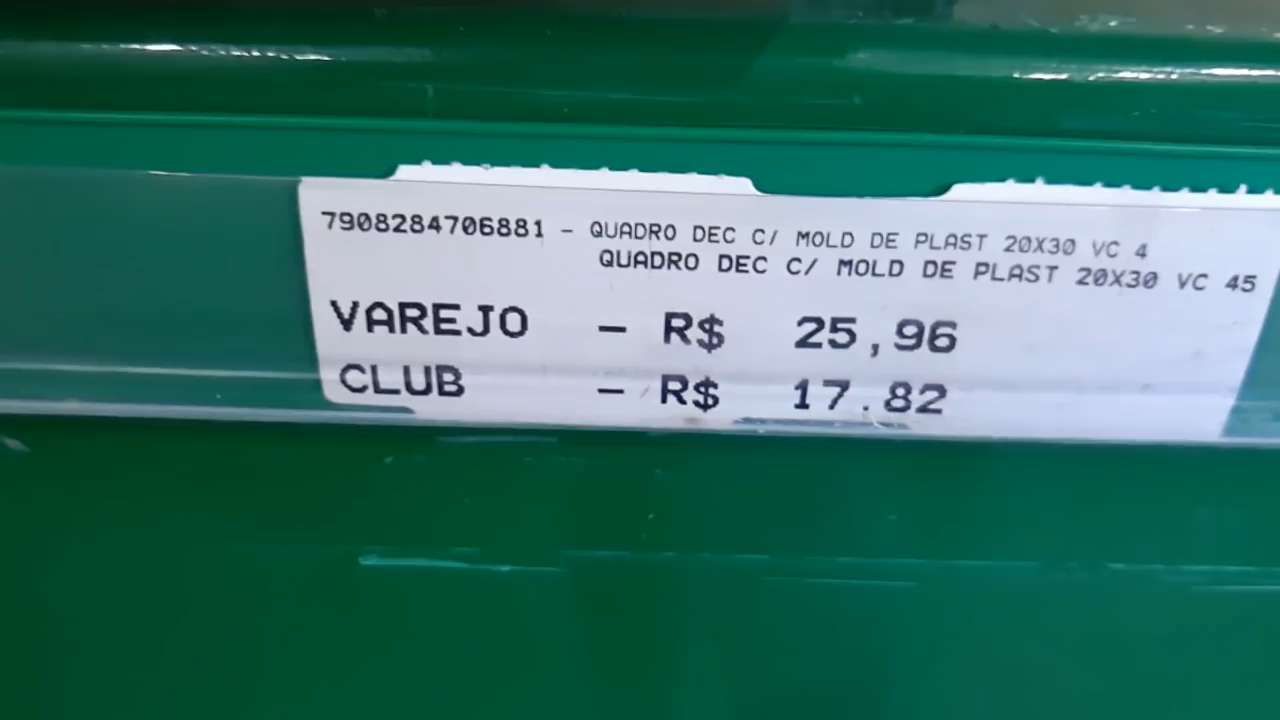 7908284706881 - QUADRO DEC C/ MOLD DE PLAST 20X30 VC 4
QUADRO DEC C/ MOLD DE PLAST 20X30 VC 45
VAREJO - R$ 25,96
CLUB - R$ 17.82